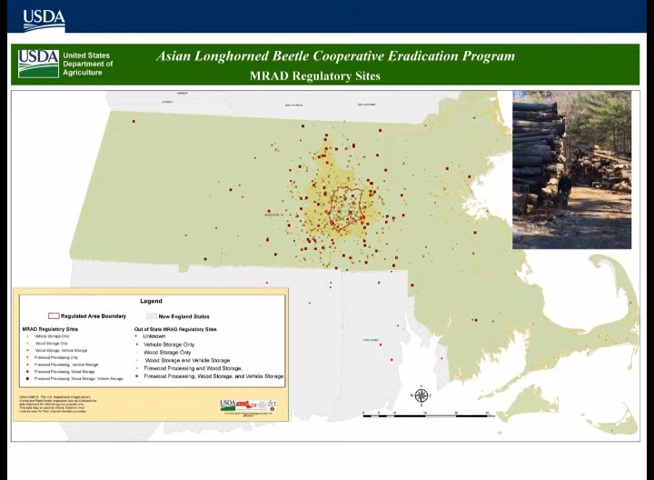 USDA
USDA
United States
Department of
Agriculture
Asian Longhorned Beetle Cooperative Eradication Program
MRAD Regulatory Sites
Legend
Regulated Area Boundary
New England States
MRAD Regulatory Sites
Vehicle Storage Only
Wood Storage Only
Wood Storage, Vehicle Storage
Firewood Processing Only
Firewood Processing, Vehicle Storage
Firewood Processing, Wood Storage
Firewood Processing, Wood Storage, Vehicle Storage
Out of State MRAD Regulatory Sites
Unknown
Vehicle Storage Only
Wood Storage Only
Wood Storage and Vehicle Storage
Firewood Processing and Wood Storage,
Firewood Processing, Wood Storage, and Vehicle Storage
USDA